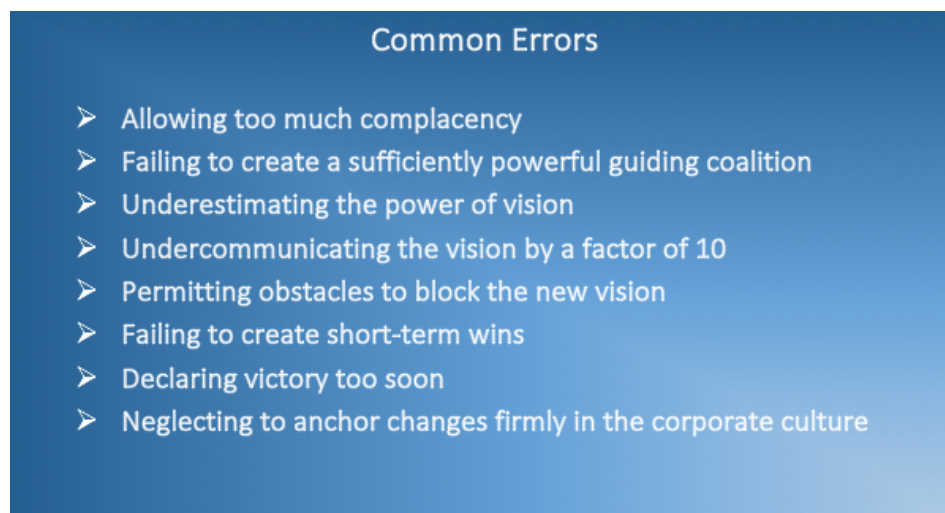 Common Errors
➢ Allowing too much complacency
➢ Failing to create a sufficiently powerful guiding coalition
➢ Underestimating the power of vision
➢ Undercommunicating the vision by a factor of 10
➢ Permitting obstacles to block the new vision
➢ Failing to create short-term wins
➢ Declaring victory too soon
➢ Neglecting to anchor changes firmly in the corporate culture